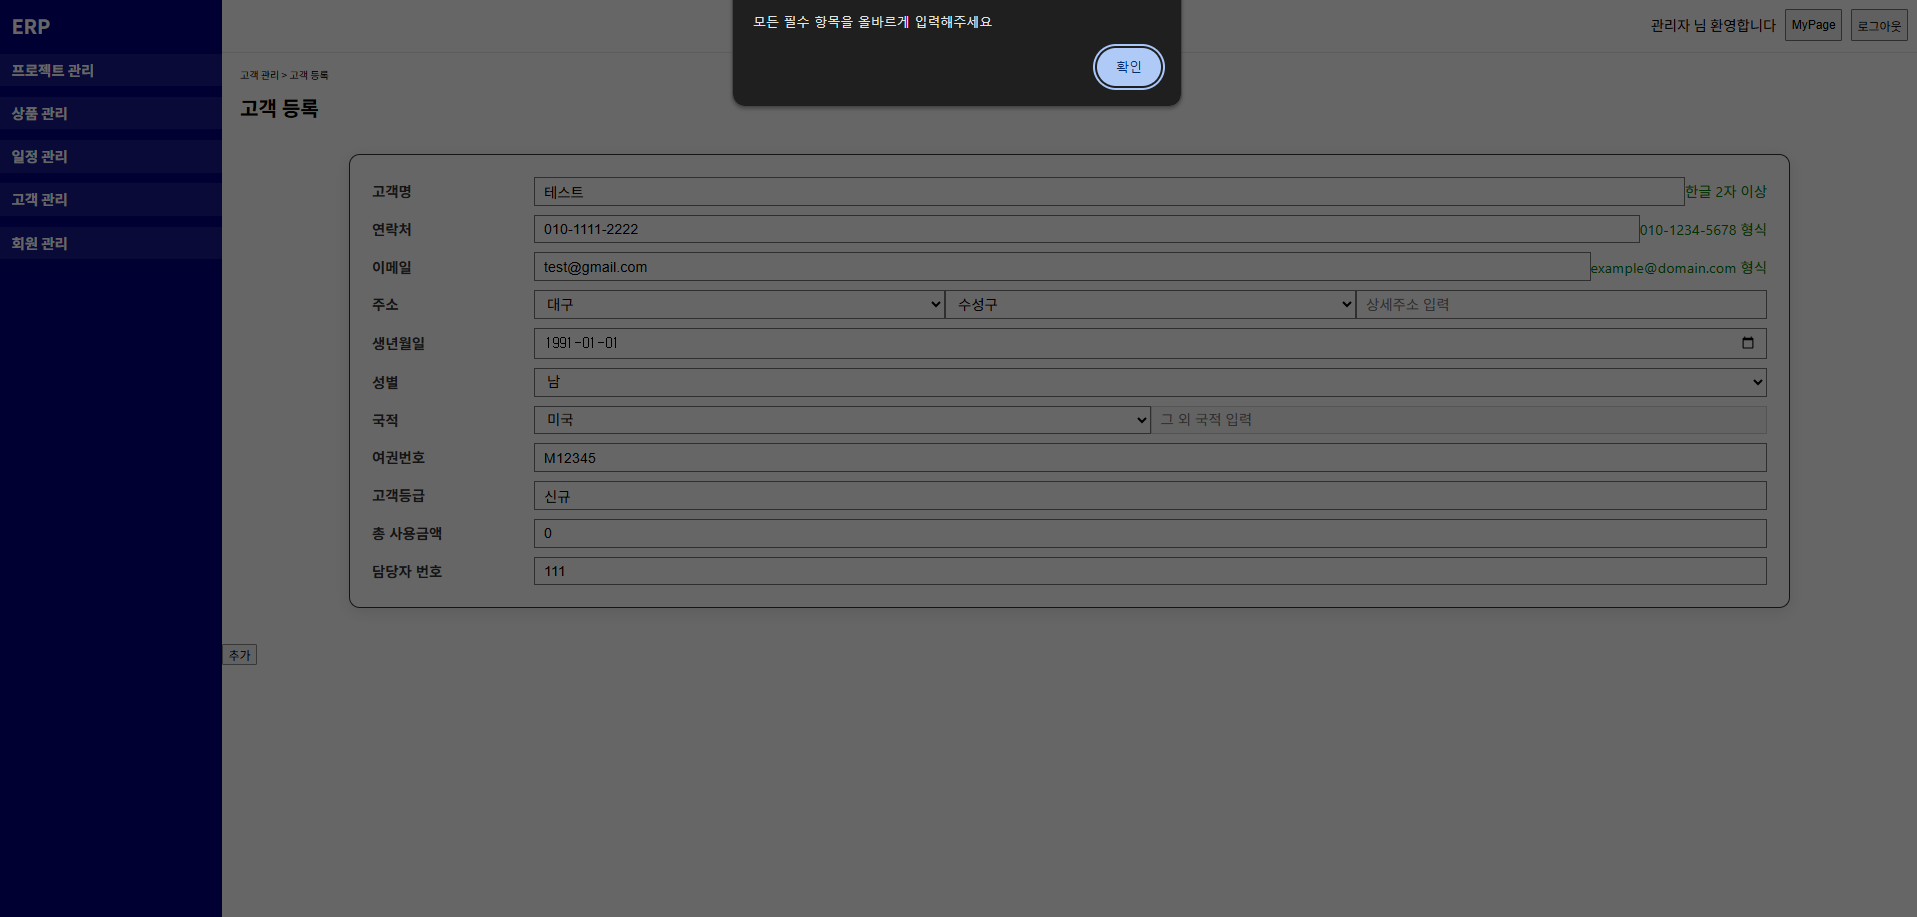 ERP
프로젝트 관리
상품 관리
일정 관리
고객 관리
회원 관리
모든 필수 항목을 올바르게 입력해주세요
확인
관리자 님 환영합니다 MyPage 로그아웃
고객 관리 > 고객 등록
고객 등록
고객명 테스트 한글 2자 이상
연락처 010-1111-2222 010-1234-5678 형식
이메일 test@gmail.com example@domain.com 형식
주소 대구 수성구 상세주소 입력
생년월일 1991-01-01
성별 남
국적 미국 그 외 국적 입력
여권번호 M12345
고객등급 신규
총 사용금액 0
담당자 번호 111
추가